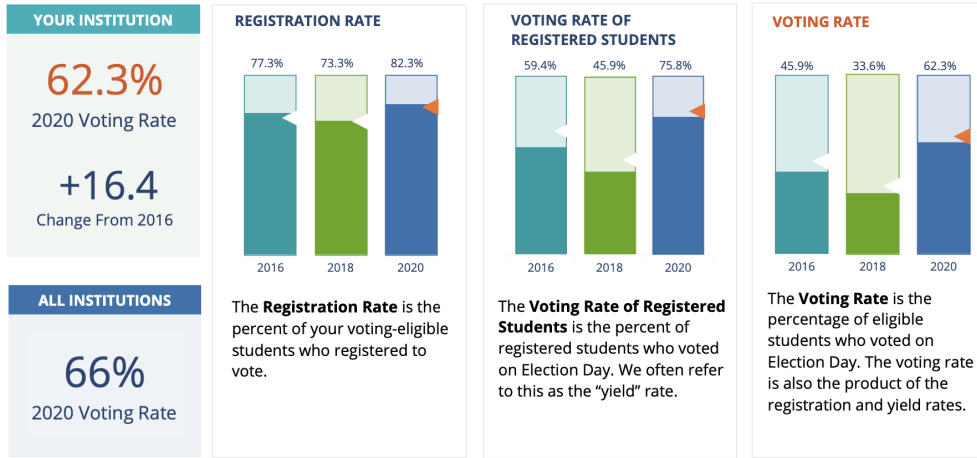 YOUR INSTITUTION
62.3%
2020 Voting Rate
+16.4
Change From 2016
ALL INSTITUTIONS
66%
2020 Voting Rate
REGISTRATION RATE
77.3% 73.3% 82.3%
2016 2018 2020
The Registration Rate is the
percent of your voting-eligible
students who registered to
vote.
VOTING RATE OF
REGISTERED STUDENTS
59.4% 45.9% 75.8%
2016 2018 2020
The Voting Rate of Registered
Students is the percent of
registered students who voted
on Election Day. We often refer
to this as the “yield” rate.
VOTING RATE
45.9% 33.6% 62.3%
2016 2018 2020
The Voting Rate is the
percentage of eligible
students who voted on
Election Day. The voting rate
is also the product of the
registration and yield rates.